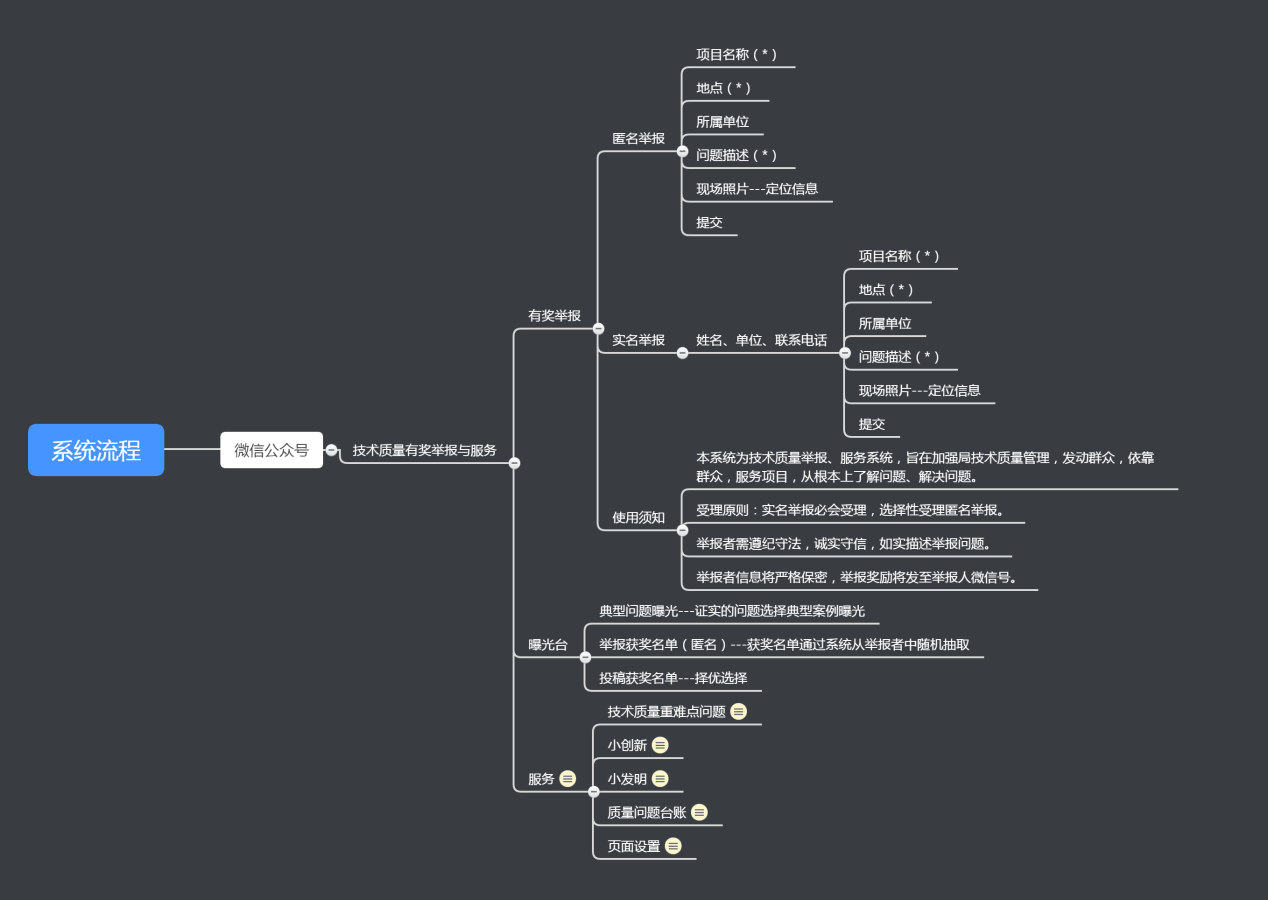 系统流程
微信公众号
技术质量有奖举报与服务
有奖举报
匿名举报
项目名称（*）
地点（*）
所属单位
问题描述（*）
现场照片---定位信息
提交
实名举报
姓名、单位、联系电话
项目名称（*）
地点（*）
所属单位
问题描述（*）
现场照片---定位信息
提交
使用须知
本系统为技术质量举报、服务系统，旨在加强局技术质量管理，发动群众，依靠
群众，服务项目，从根本上了解问题、解决问题。
受理原则：实名举报必会受理，选择性受理匿名举报。
举报者需遵纪守法，诚实守信，如实描述举报问题。
举报者信息将严格保密，举报奖励将发至举报人微信号。
曝光台
典型问题曝光---证实的问题选择典型案例曝光
举报获奖名单（匿名）---获奖名单通过系统从举报者中随机抽取
投稿获奖名单---择优选择
服务
技术质量重难点问题
小创新
小发明
质量问题台账
页面设置